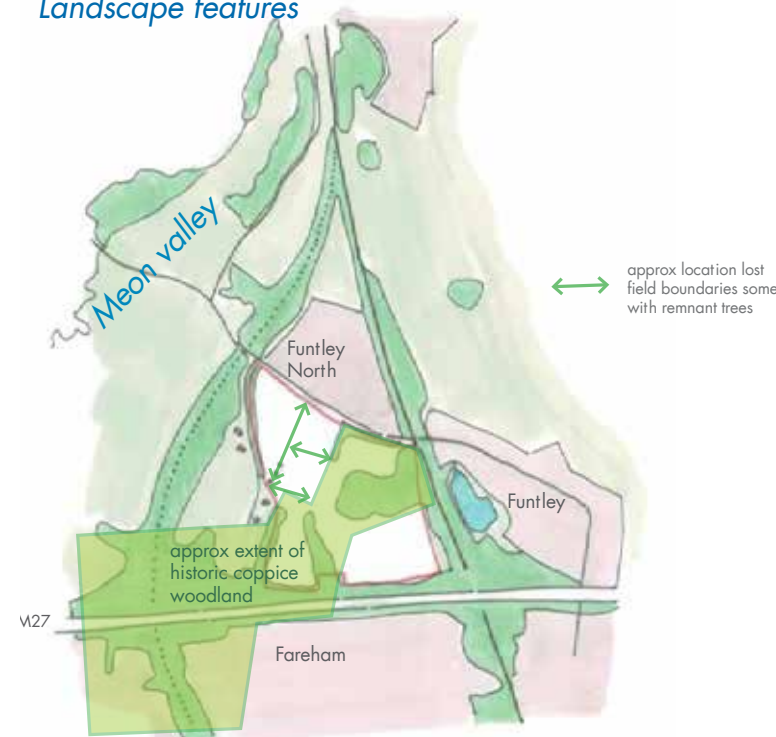 Landscape features
Meon valley
approx location lost
field boundaries some
with remnant trees
Funtley
North
Funtley
approx extent of
historic coppice
woodland
M27
Fareham